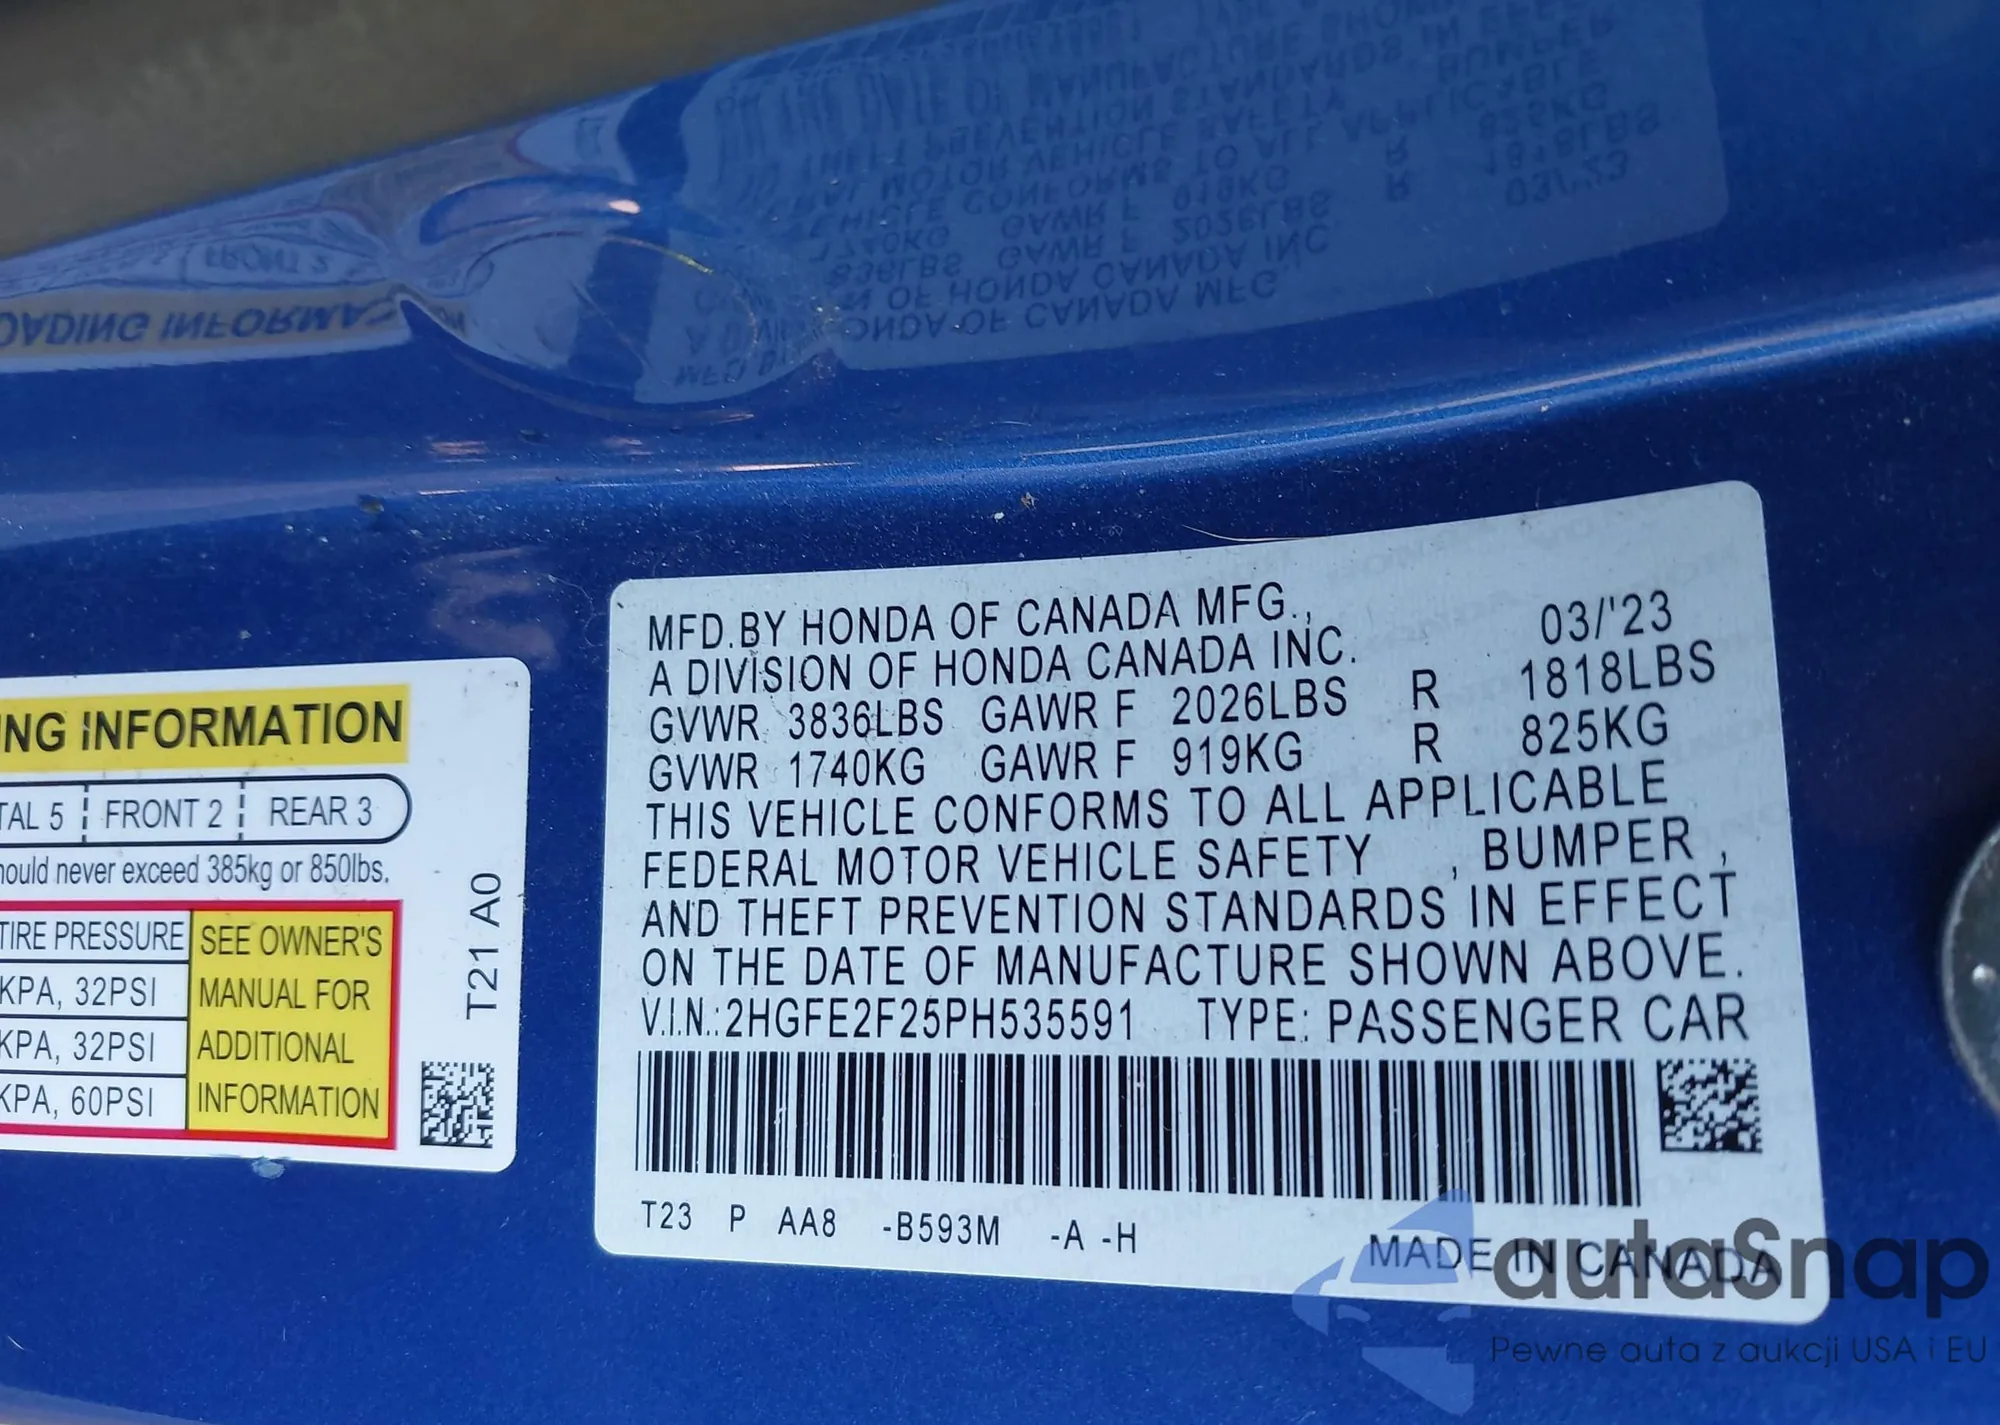 NG INFORMATION
TAL 5 FRONT 2 REAR 3
hould never exceed 385kg or 850lbs.
TIRE PRESSURE
KPA, 32PSI
KPA, 32PSI
KPA, 60PSI
SEE OWNER'S
MANUAL FOR
ADDITIONAL
INFORMATION
T21 A0
MFD.BY HONDA OF CANADA MFG., 03/'23
A DIVISION OF HONDA CANADA INC.
GVWR 3836LBS GAWR F 2026LBS R 1818LBS
GVWR 1740KG GAWR F 919KG R 825KG
THIS VEHICLE CONFORMS TO ALL APPLICABLE
FEDERAL MOTOR VEHICLE SAFETY , BUMPER ,
AND THEFT PREVENTION STANDARDS IN EFFECT
ON THE DATE OF MANUFACTURE SHOWN ABOVE.
V.I.N.:2HGFE2F25PH535591 TYPE: PASSENGER CAR
T23 P AA8 -B593M -A -H
MADE IN CANADA
autaSnap
Pewne auta z aukcji USA i EU